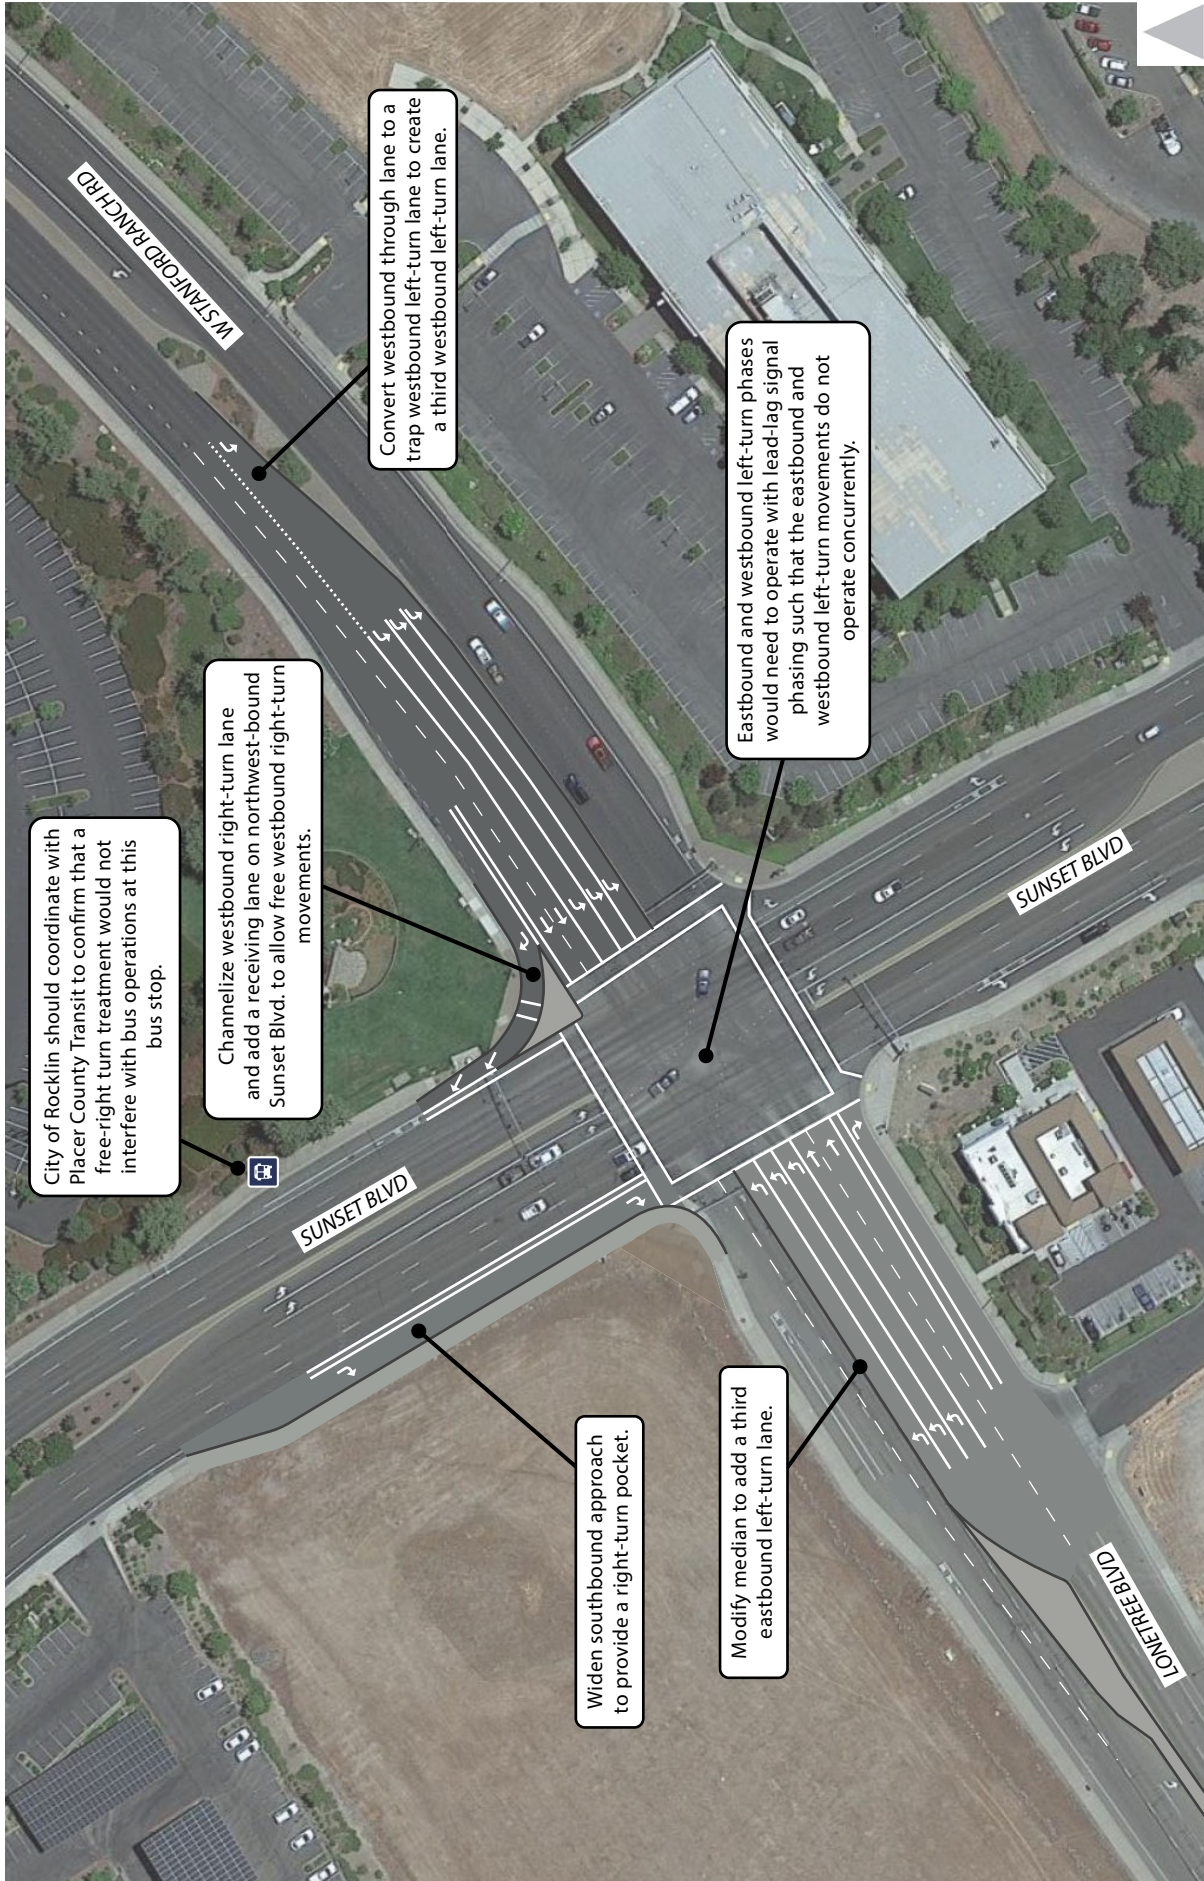 City of Rocklin should coordinate with
Placer County Transit to confirm that a
free-right turn treatment would not
interfere with bus operations at this
bus stop.
Channelize westbound right-turn lane
and add a receiving lane on northwest-bound
Sunset Blvd. to allow free westbound right-turn
movements.
Convert westbound through lane to a
trap westbound left-turn lane to create
a third westbound left-turn lane.
W STANFORD RANCH RD
SUNSET BLVD
Eastbound and westbound left-turn phases
would need to operate with lead-lag signal
phasing such that the eastbound and
westbound left-turn movements do not
operate concurrently.
Widen southbound approach
to provide a right-turn pocket.
Modify median to add a third
eastbound left-turn lane.
SUNSET BLVD
LONETREE BLVD